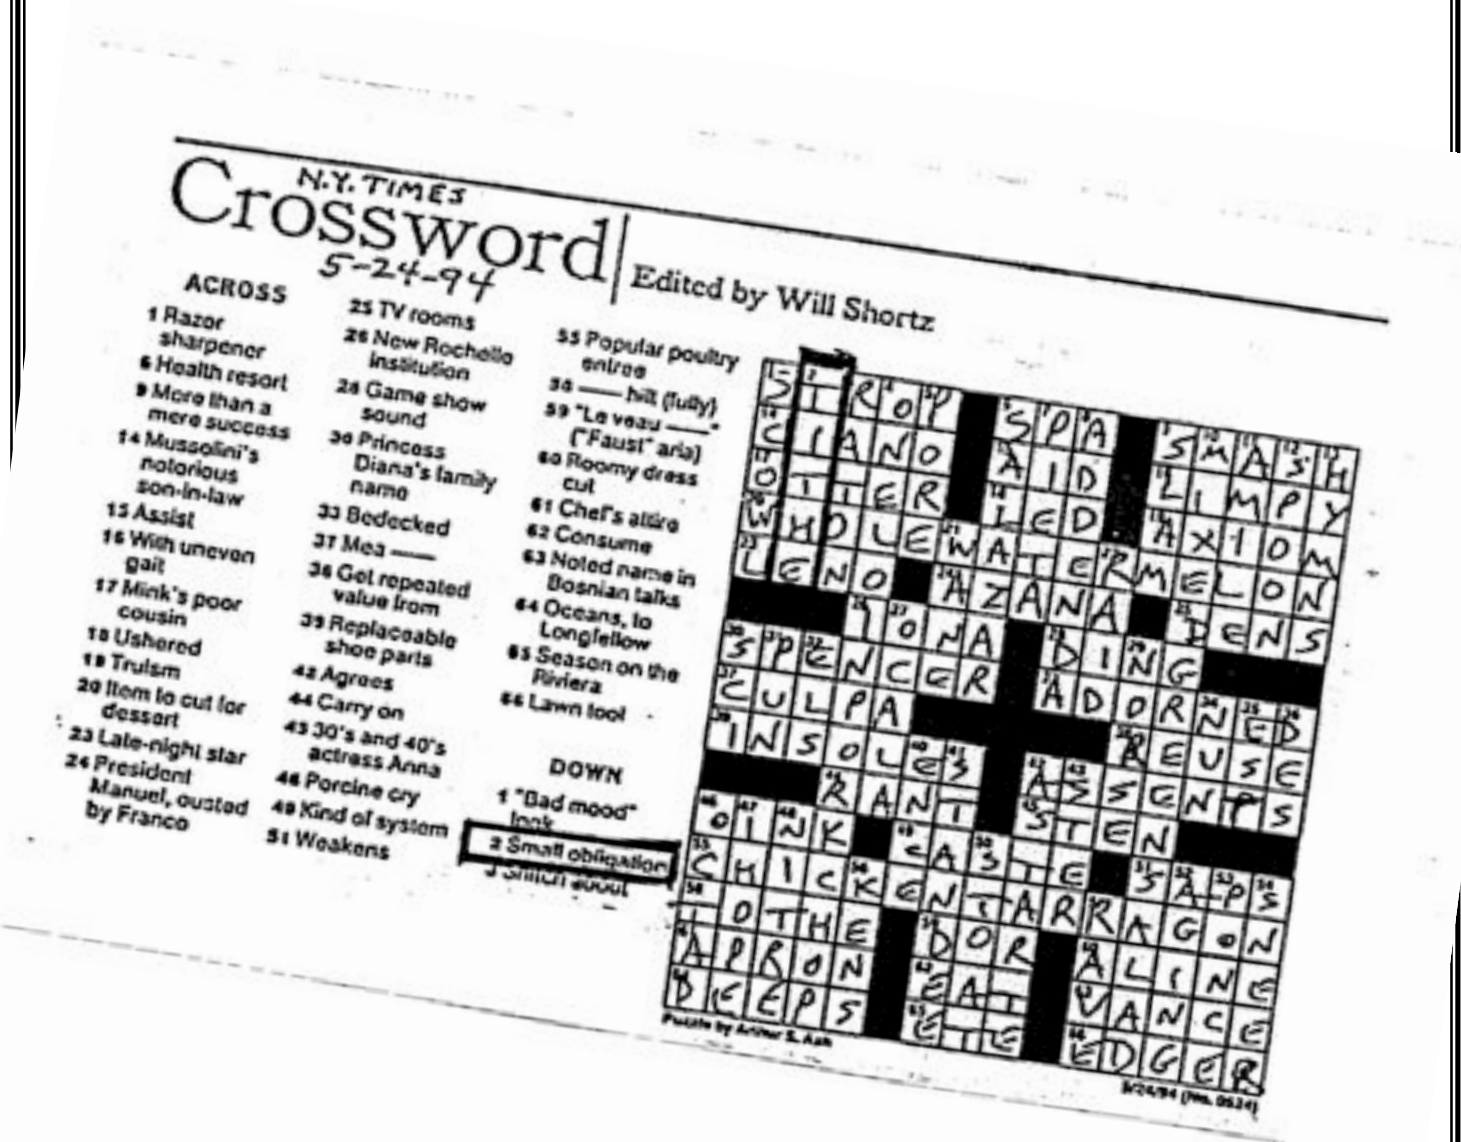 N.Y. TIMES
Crossword
5-24-94
Edited by Will Shortz
ACROSS
1 Razor
sharpener
6 Health resort
9 More than a
mere success
14 Mussolini's
notorious
son-in-law
15 Assist
16 With uneven
gait
17 Mink's poor
cousin
18 Ushered
19 Truism
20 Item to cut for
dessert
23 Late-night star
24 President
Manuel, ousted
by Franco
25 TV rooms
26 New Rochelle
institution
28 Game show
sound
30 Princess
Diana's family
name
33 Bedecked
37 Mea ——
38 Get repeated
value from
39 Replaceable
shoe parts
42 Agrees
44 Carry on
45 30's and 40's
actress Anna
46 Porcine cry
49 Kind of system
51 Weakens
55 Popular poultry
entree
58 —— hilt (fully)
59 "Le veau ——"
("Faust" aria)
60 Roomy dress
cut
61 Chef's attire
62 Consume
63 Noted name in
Bosnian talks
64 Oceans, to
Longfellow
65 Season on the
Riviera
66 Lawn tool
DOWN
1 "Bad mood"
look
2 Small obligation
3 Snitch about
STROP SPA SMASH
CIANO AID LIMPY
OTTER LED AXIOM
WHOLEWATERMELON
LENO AZANA DENS
IONA DING
SPENCER ADORNED
CULPA REUSE
INSOLES ASSENTS
RANT STEN
OINK CASTE SAPS
CHICKENTARRAGON
TOTHE DOR ALINE
APRON EAT VANCE
DEEPS ETE EDGER
Puzzle by Arthur S. Ash
5/24/94 (No. 0524)